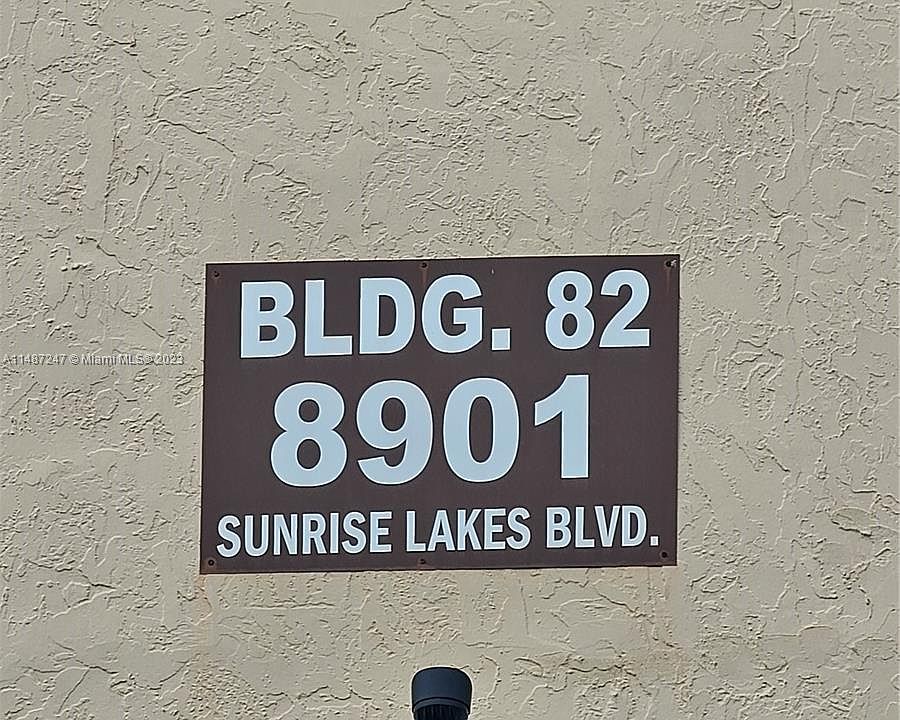 BLDG. 82
A11487247 © Miami MLS © 2023
8901
SUNRISE LAKES BLVD.